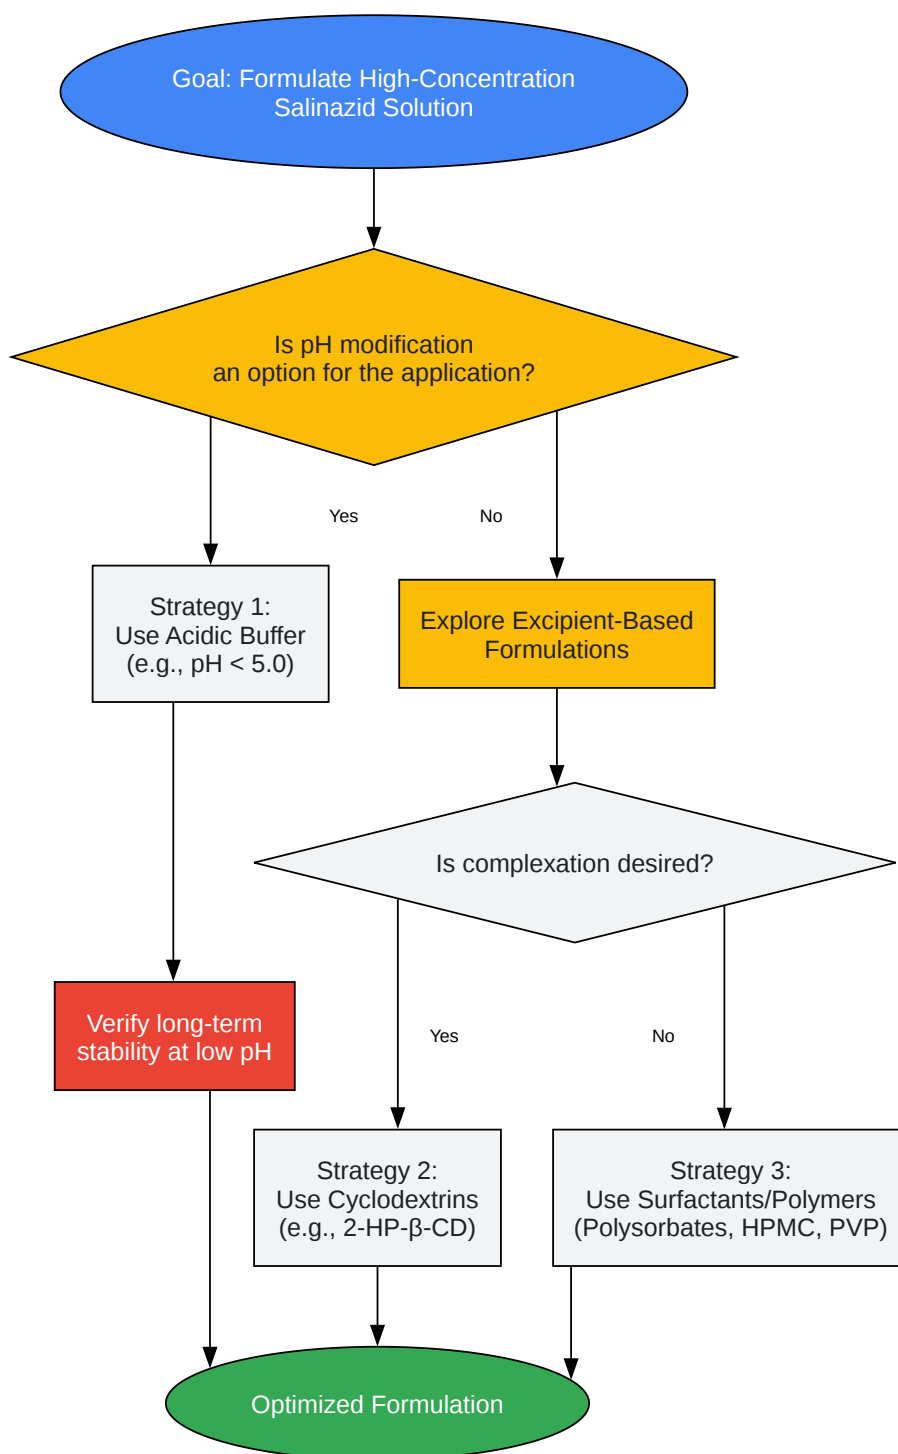 Goal: Formulate High-Concentration
Salinazid Solution
Is pH modification
an option for the application?
Yes
No
Strategy 1:
Use Acidic Buffer
(e.g., pH < 5.0)
Explore Excipient-Based
Formulations
Is complexation desired?
Verify long-term
stability at low pH
Yes
No
Strategy 2:
Use Cyclodextrins
(e.g., 2-HP-β-CD)
Strategy 3:
Use Surfactants/Polymers
(Polysorbates, HPMC, PVP)
Optimized Formulation